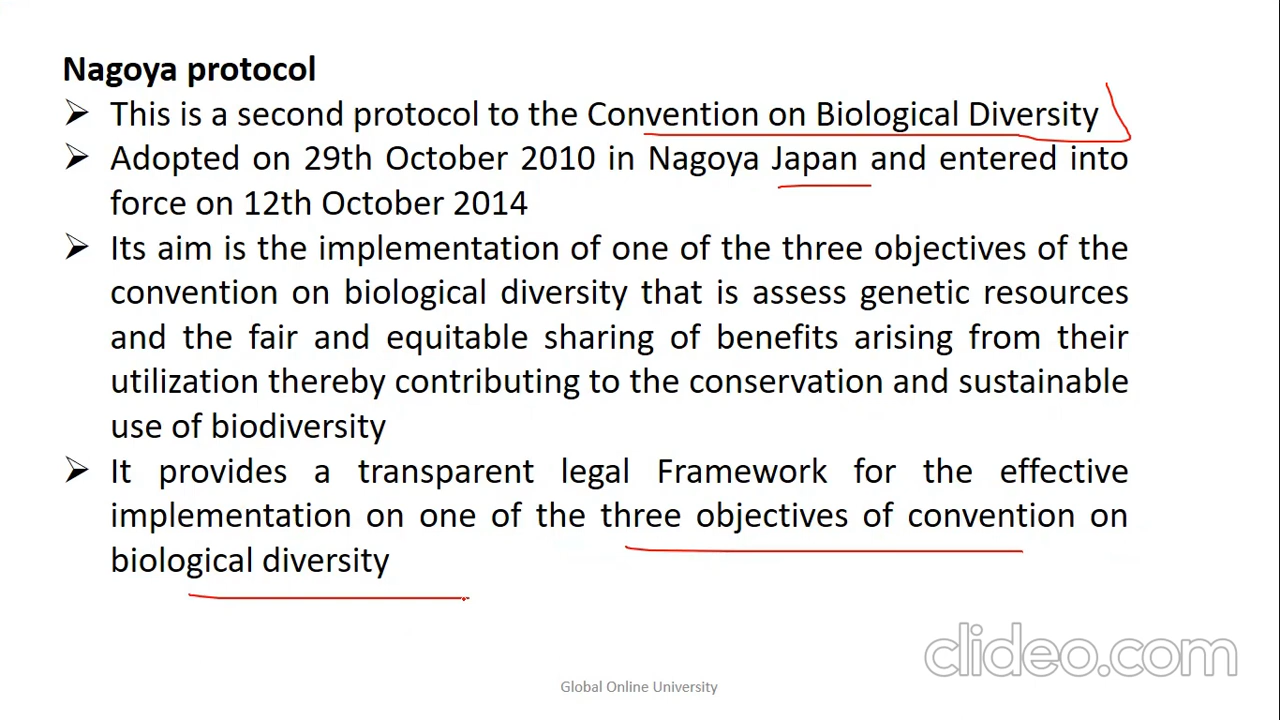 Nagoya protocol
➢ This is a second protocol to the Convention on Biological Diversity
➢ Adopted on 29th October 2010 in Nagoya Japan and entered into
force on 12th October 2014
➢ Its aim is the implementation of one of the three objectives of the
convention on biological diversity that is assess genetic resources
and the fair and equitable sharing of benefits arising from their
utilization thereby contributing to the conservation and sustainable
use of biodiversity
➢ It provides a transparent legal Framework for the effective
implementation on one of the three objectives of convention on
biological diversity
clideo.com
Global Online University